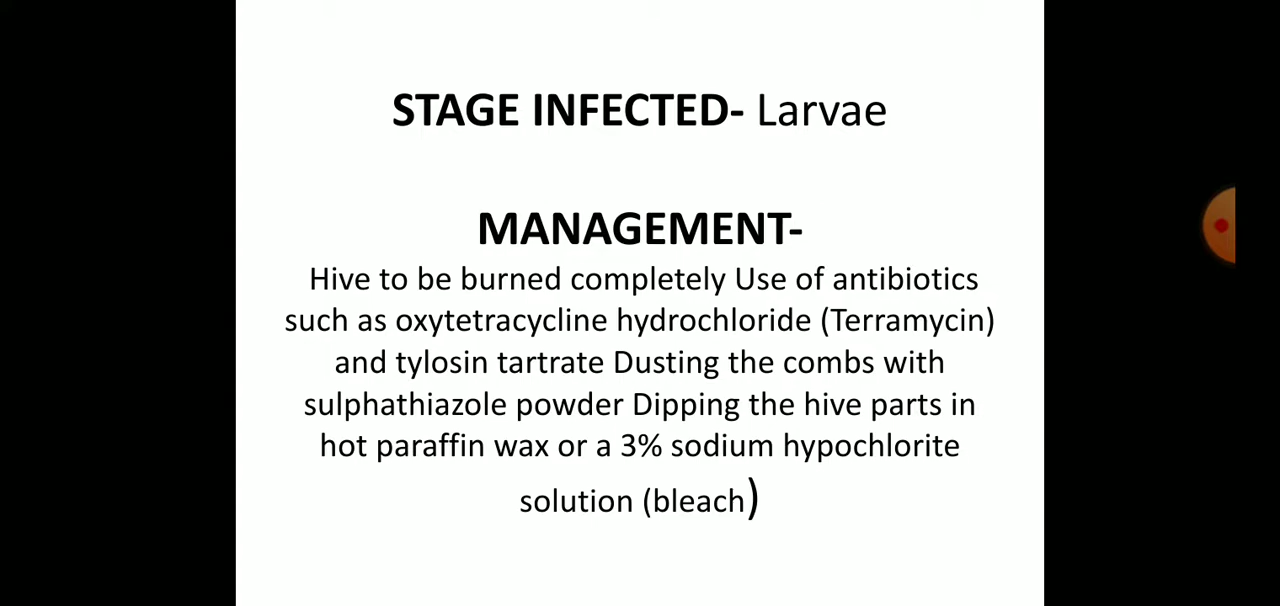 STAGE INFECTED- Larvae
MANAGEMENT-
Hive to be burned completely Use of antibiotics
such as oxytetracycline hydrochloride (Terramycin)
and tylosin tartrate Dusting the combs with
sulphathiazole powder Dipping the hive parts in
hot paraffin wax or a 3% sodium hypochlorite
solution (bleach)